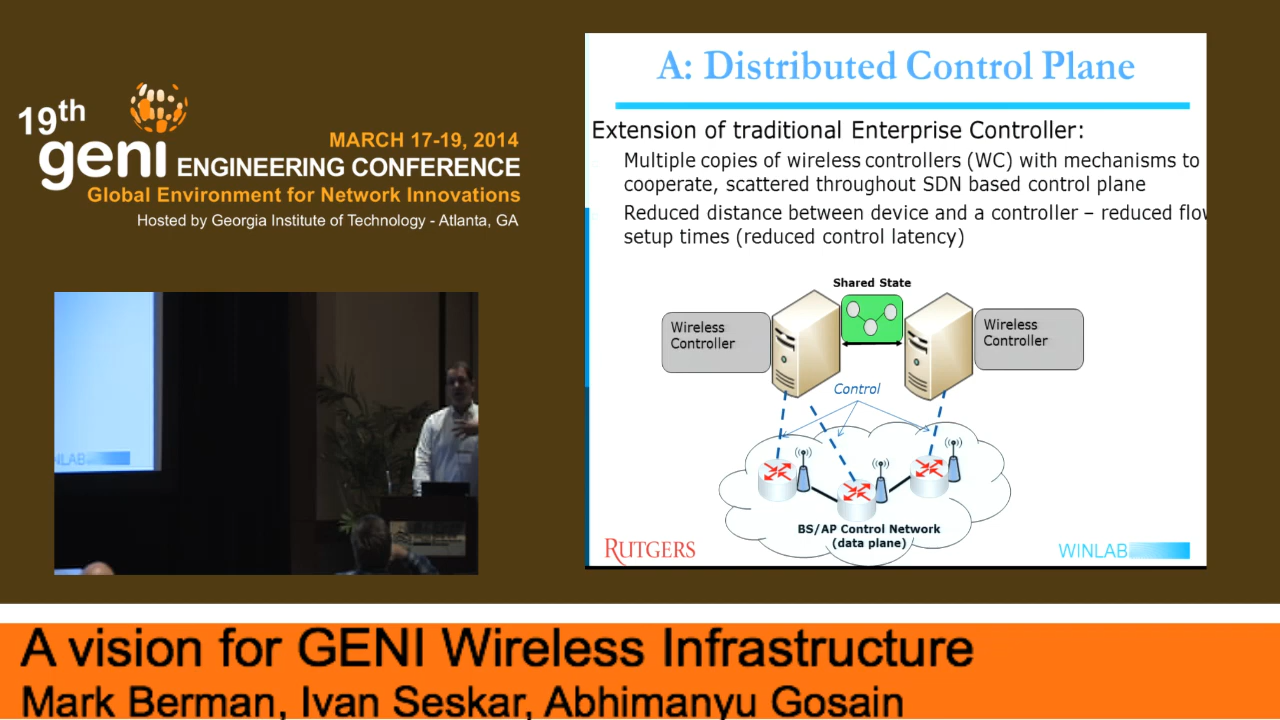 19th
geni
MARCH 17-19, 2014
ENGINEERING CONFERENCE
Global Environment for Network Innovations
Hosted by Georgia Institute of Technology - Atlanta, GA
NLAB
A: Distributed Control Plane
Extension of traditional Enterprise Controller:
Multiple copies of wireless controllers (WC) with mechanisms to
cooperate, scattered throughout SDN based control plane
Reduced distance between device and a controller – reduced flow
setup times (reduced control latency)
Shared State
Wireless
Controller
Wireless
Controller
Control
BS/AP Control Network
(data plane)
RUTGERS
WINLAB
A vision for GENI Wireless Infrastructure
Mark Berman, Ivan Seskar, Abhimanyu Gosain